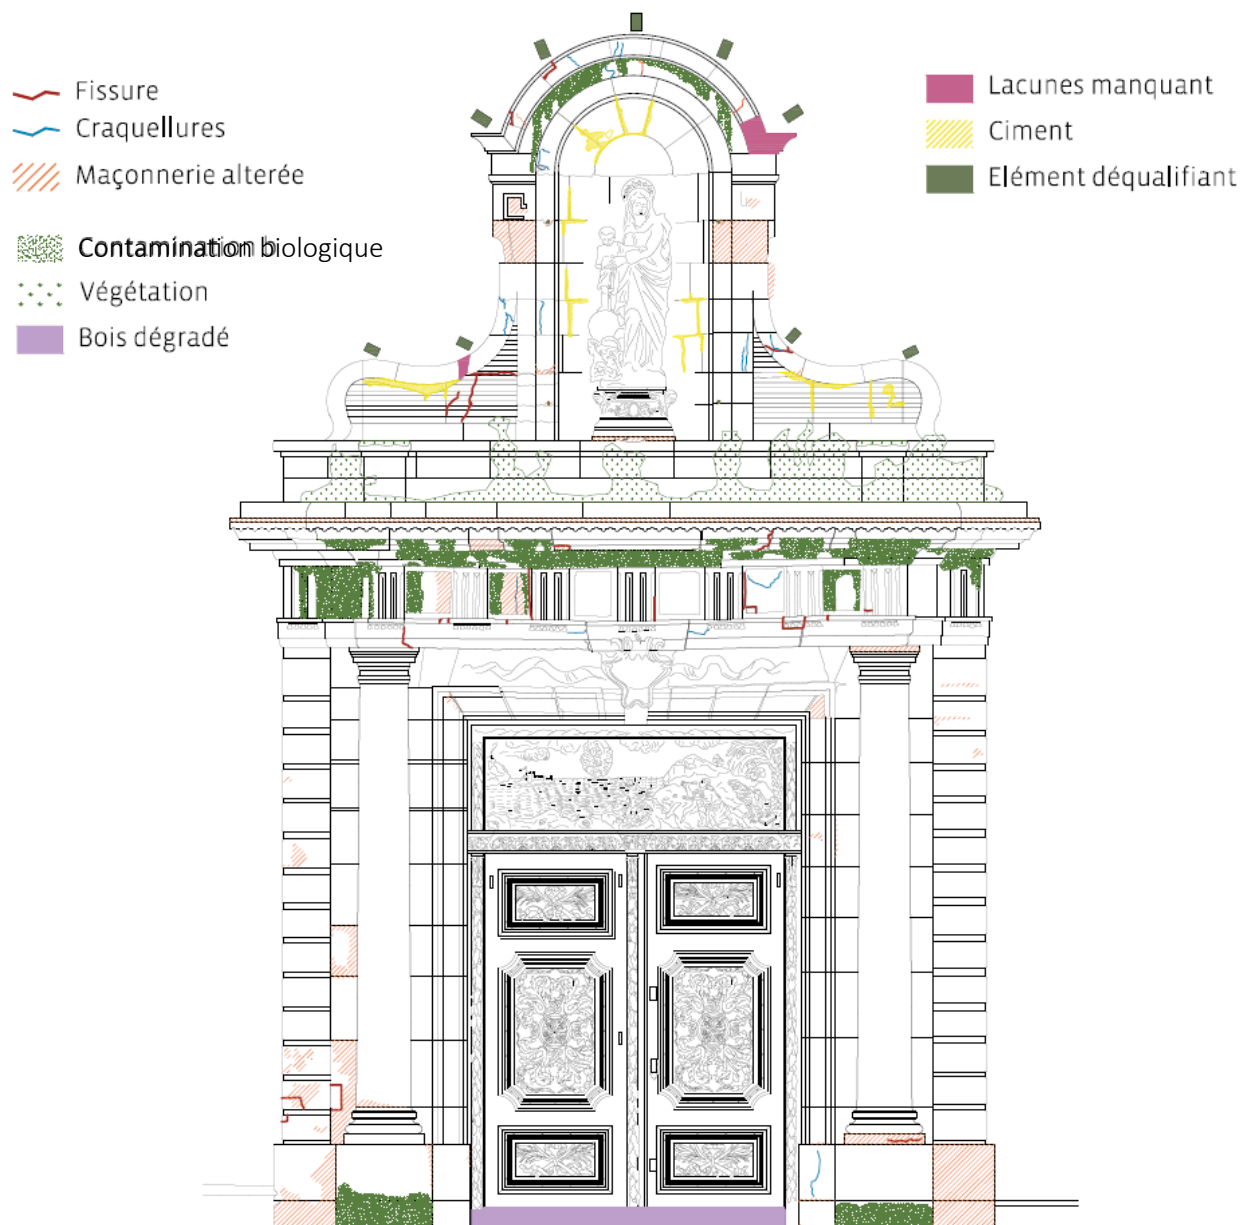 Fissure
Craquellures
Maçonnerie alterée
Contamination biologique
Végétation
Bois dégradé
Lacunes manquant
Ciment
Elément déqualifiant